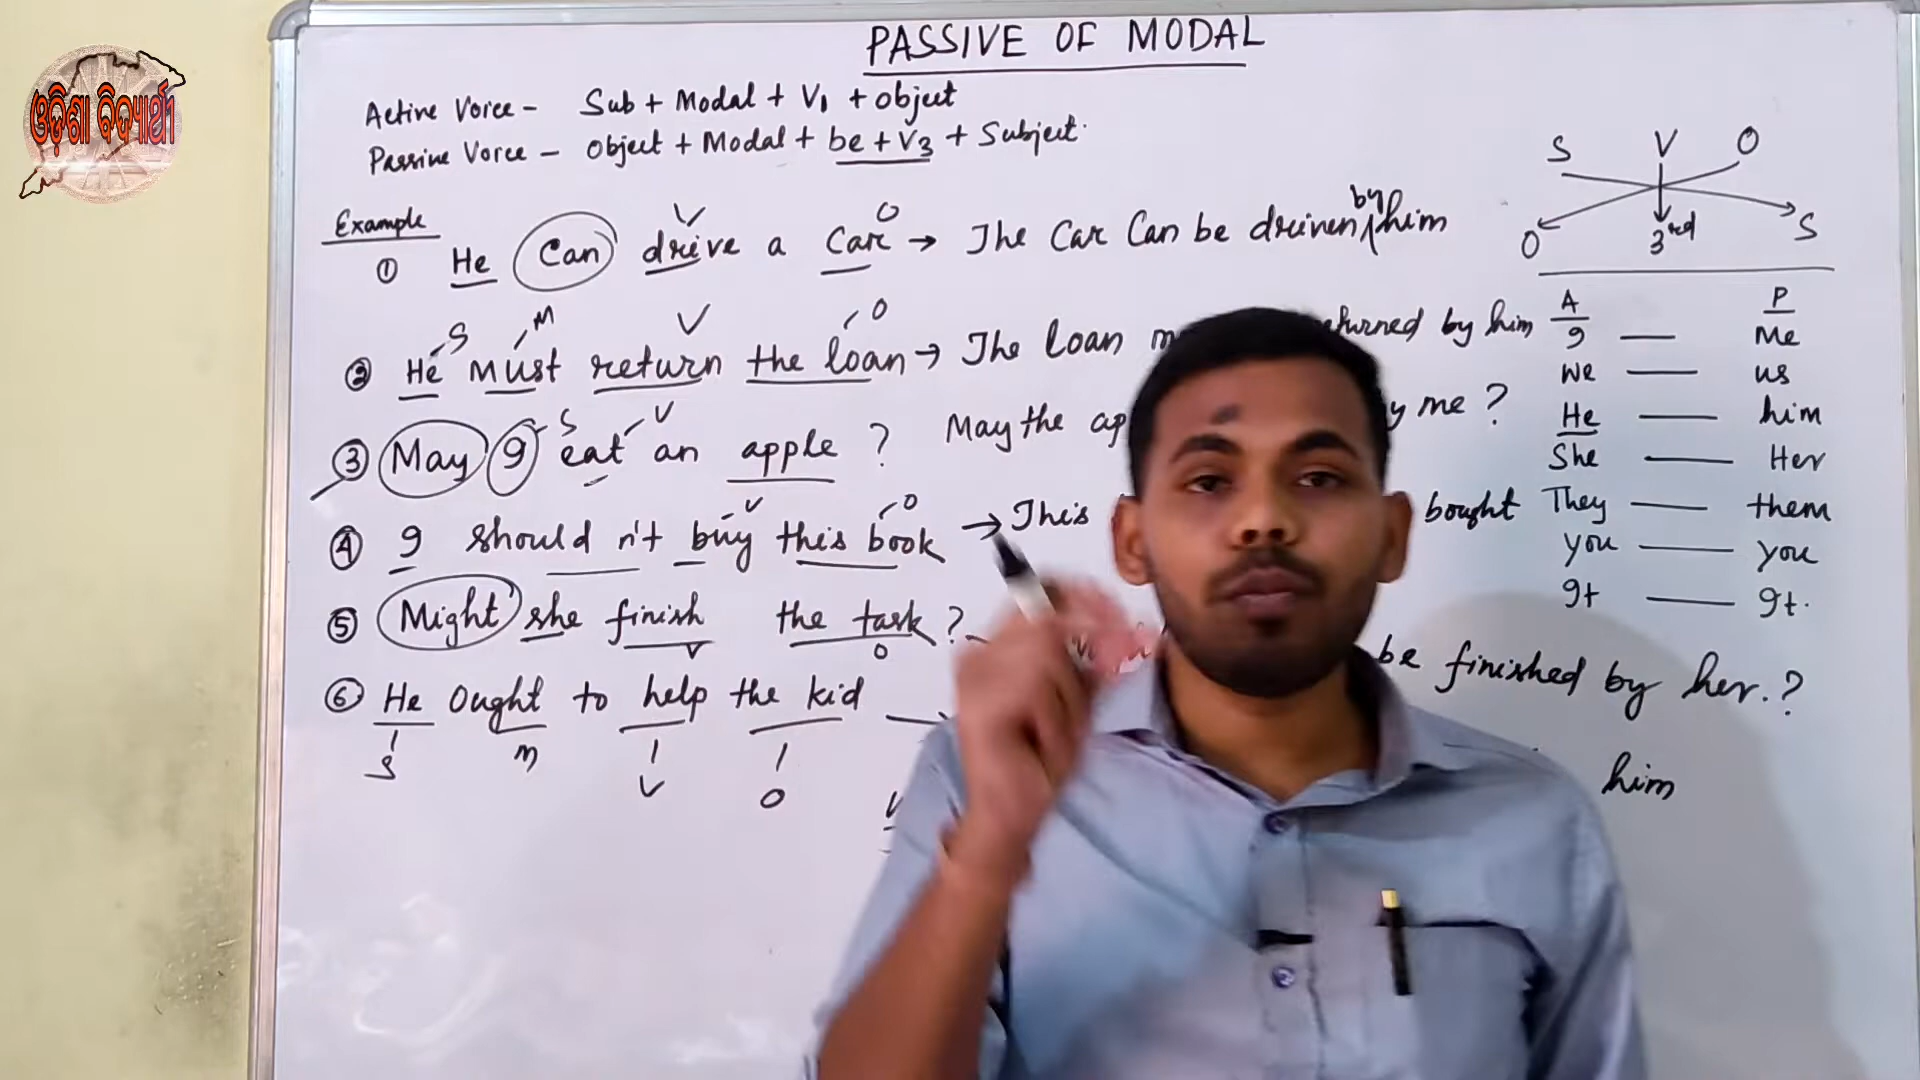 ଓଡ଼ିଶା ବିଦ୍ୟାର୍ଥୀ
PASSIVE OF MODAL
Active Voice - Sub + Modal + V1 + object
Passive Voice - Object + Modal + be + V3 + Subject.
Example
V O
① He Can drive a Car → The Car Can be driven by him
S M V O
② He must return the loan → The loan by him
S V
③ May I eat an apple ? May the me ?
V O
④ I should n't buy this book → This bought
⑤ Might she finish the task ? be finished by her. ?
V O
⑥ He Ought to help the kid him
S M V O
S V O
O 3rd S
A P
I — Me
We — us
He — him
She — Her
They — them
you — you
It — It.